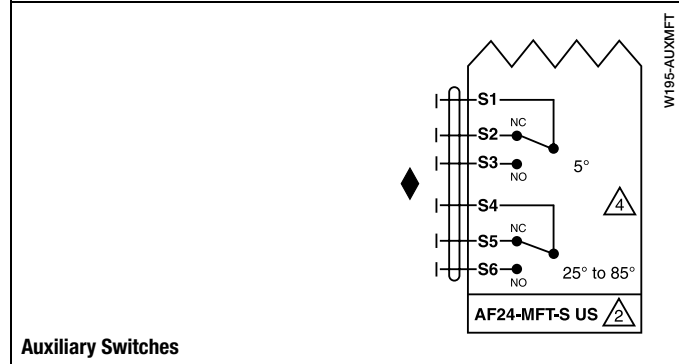 W195-AUXMFT
S1
NC
S2
S3
5°
NO
4
S4
NC
S5
S6
25° to 85°
NO
AF24-MFT-S US 2
Auxiliary Switches